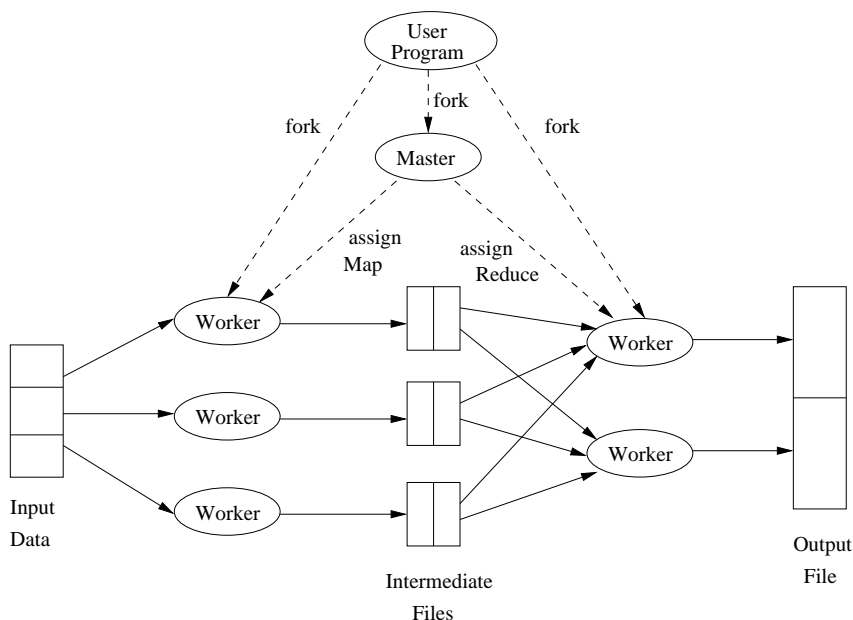 User
Program
fork
fork
fork
Master
assign
Map
assign
Reduce
Worker
Worker
Worker
Worker
Worker
Input
Data
Intermediate
Files
Output
File